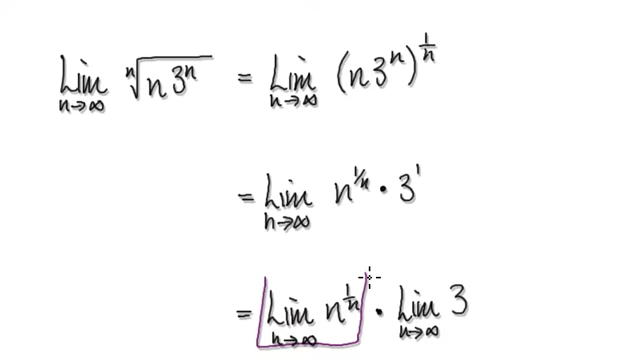 Lim n→∞ ⁿ√(n3ⁿ) = Lim n→∞ (n3ⁿ)^(1/n)
= Lim n→∞ n^(1/n) • 3¹
= Lim n→∞ n^(1/n) • Lim n→∞ 3